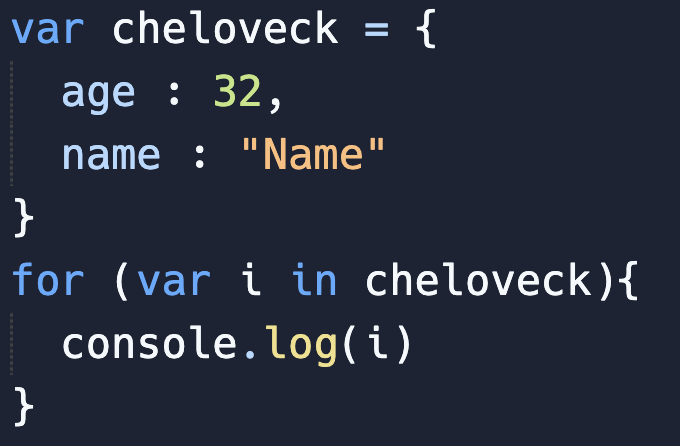 var cheloveck = {
  age : 32,
  name : "Name"
}
for (var i in cheloveck){
  console.log(i)
}